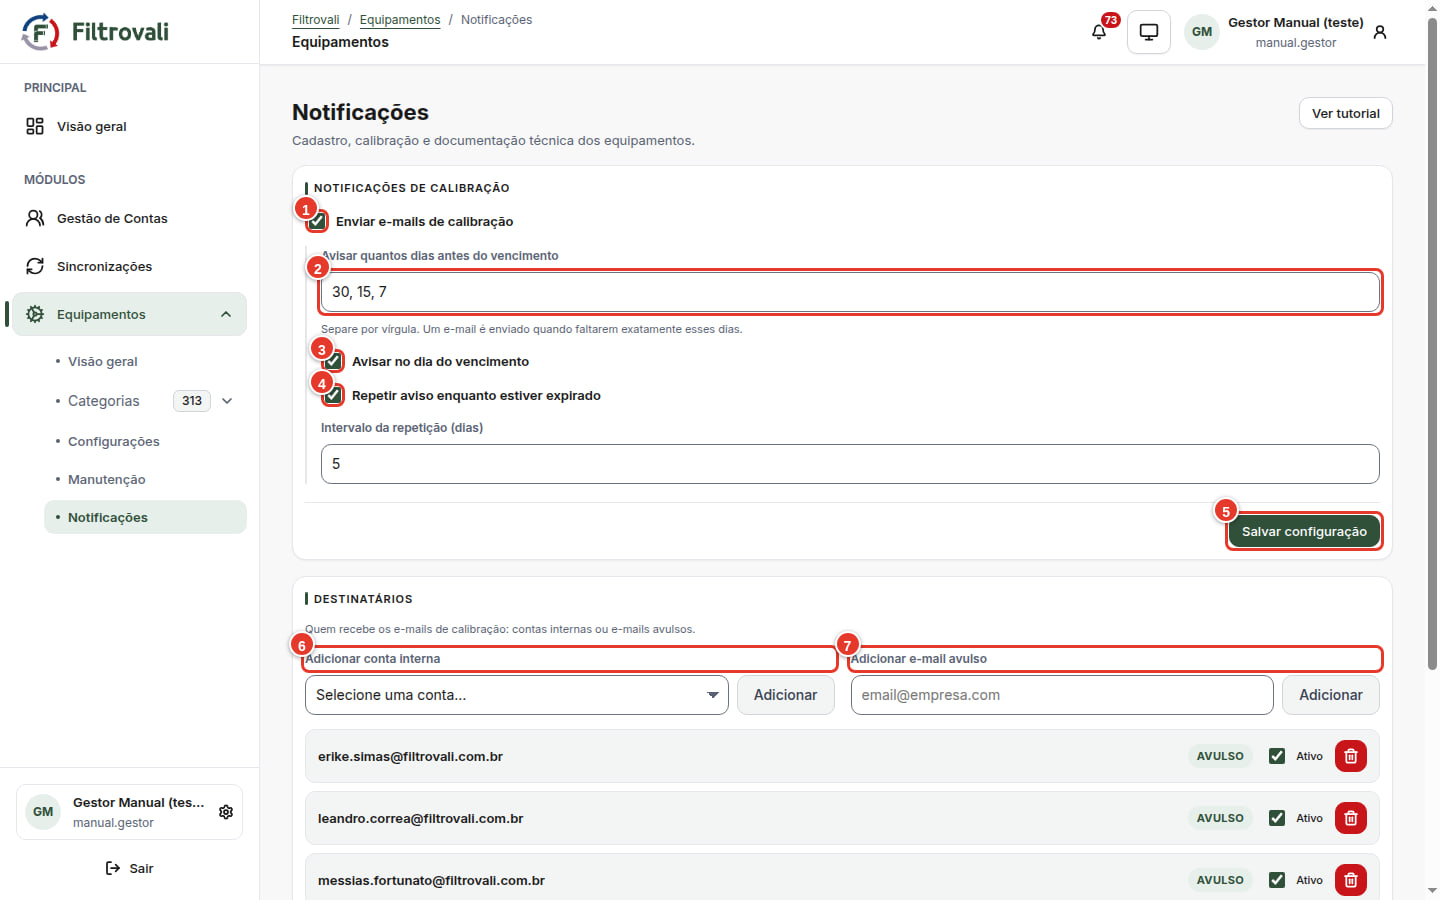 Filtrovali
PRINCIPAL
Visão geral
MÓDULOS
Gestão de Contas
Sincronizações
Equipamentos
Visão geral
Categorias 313
Configurações
Manutenção
Notificações
GM
Gestor Manual (tes...
manual.gestor
Sair
Filtrovali / Equipamentos / Notificações
Equipamentos
73
GM
Gestor Manual (teste)
manual.gestor
Notificações
Cadastro, calibração e documentação técnica dos equipamentos.
Ver tutorial
NOTIFICAÇÕES DE CALIBRAÇÃO
1
Enviar e-mails de calibração
Avisar quantos dias antes do vencimento
2
30, 15, 7
Separe por vírgula. Um e-mail é enviado quando faltarem exatamente esses dias.
3
Avisar no dia do vencimento
4
Repetir aviso enquanto estiver expirado
Intervalo da repetição (dias)
5
5
Salvar configuração
DESTINATÁRIOS
Quem recebe os e-mails de calibração: contas internas ou e-mails avulsos.
6
Adicionar conta interna
7
Adicionar e-mail avulso
Selecione uma conta...
Adicionar
email@empresa.com
Adicionar
erike.simas@filtrovali.com.br AVULSO Ativo
leandro.correa@filtrovali.com.br AVULSO Ativo
messias.fortunato@filtrovali.com.br AVULSO Ativo